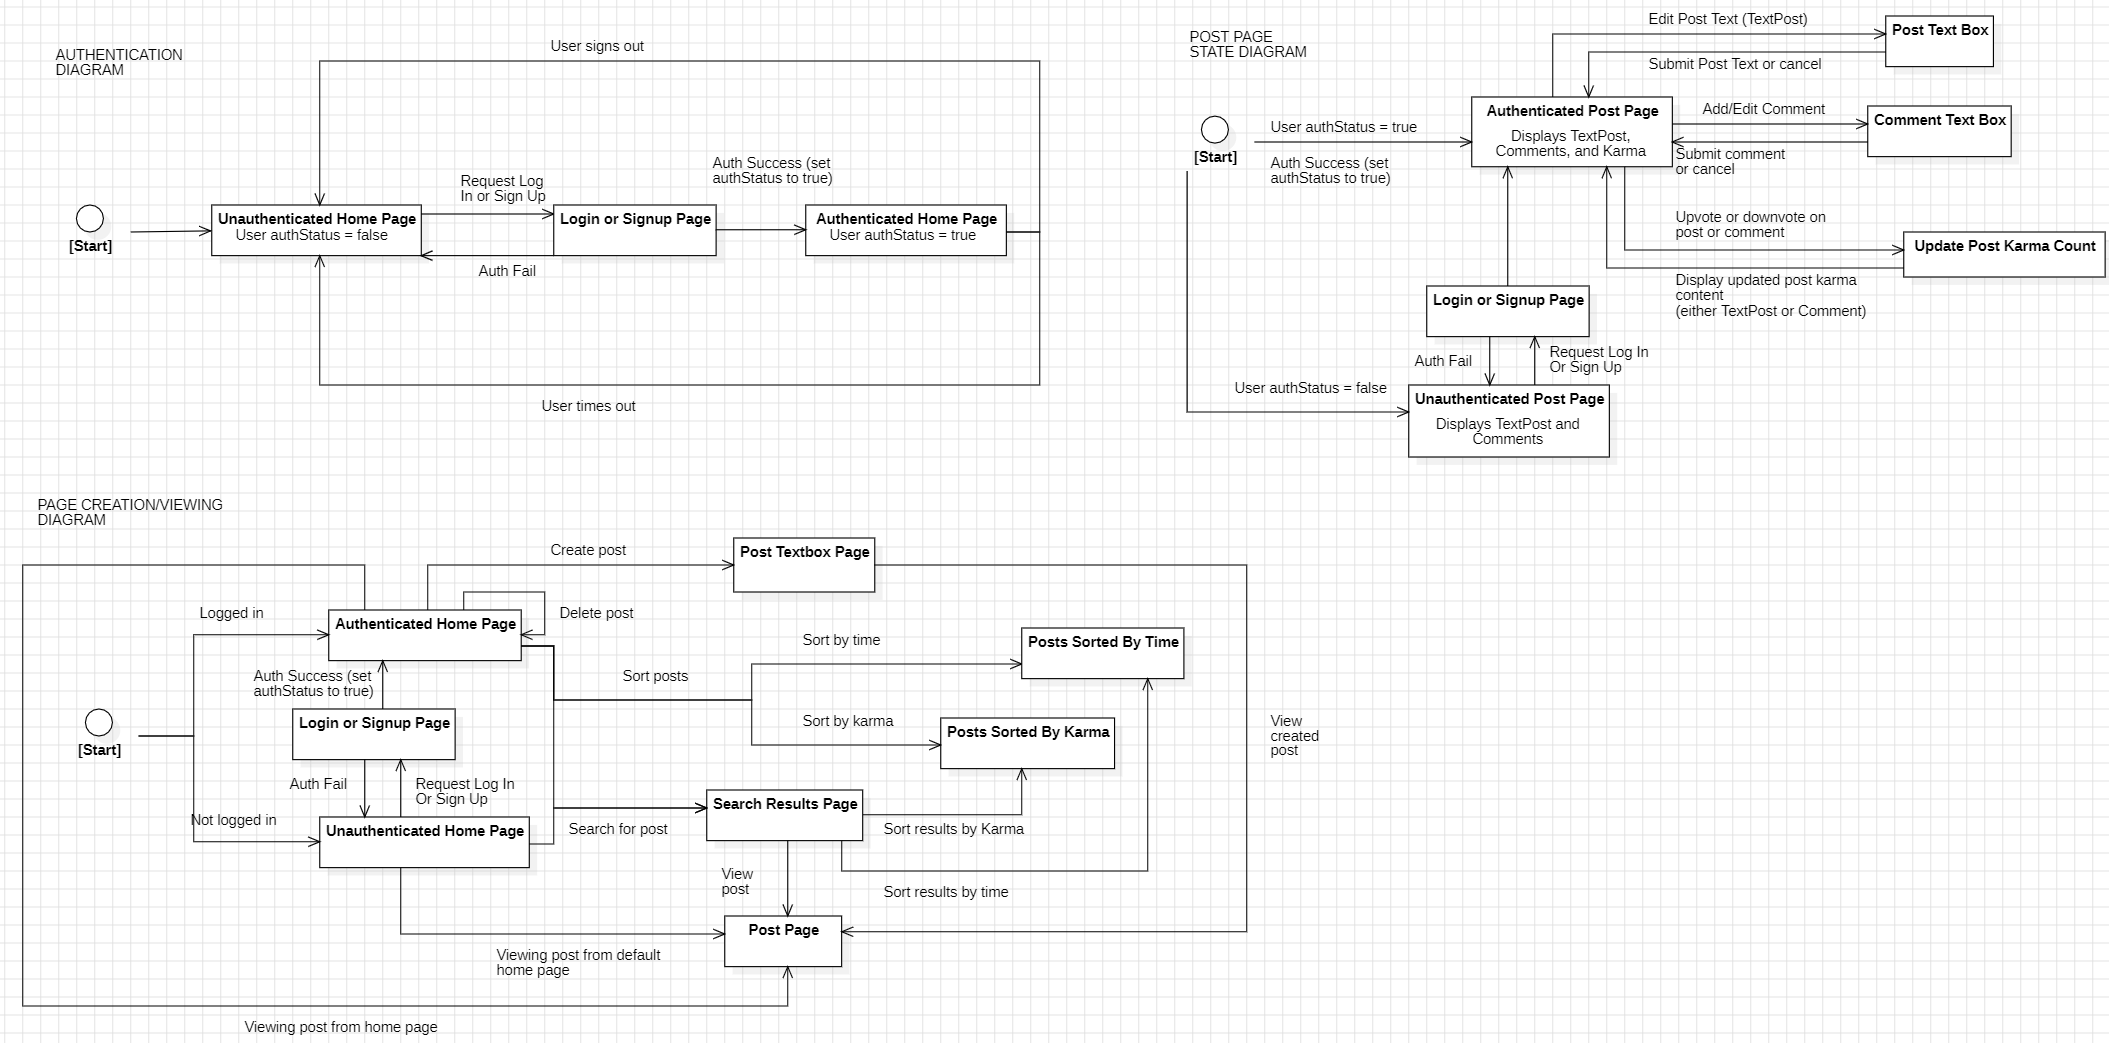 AUTHENTICATION
DIAGRAM
User signs out
[Start]
Unauthenticated Home Page
User authStatus = false
Request Log
In or Sign Up
Login or Signup Page
Auth Fail
Auth Success (set
authStatus to true)
Authenticated Home Page
User authStatus = true
User times out
POST PAGE
STATE DIAGRAM
Edit Post Text (TextPost)
Post Text Box
Submit Post Text or cancel
[Start]
User authStatus = true
Auth Success (set
authStatus to true)
Authenticated Post Page
Displays TextPost,
Comments, and Karma
Add/Edit Comment
Comment Text Box
Submit comment
or cancel
Upvote or downvote on
post or comment
Update Post Karma Count
Display updated post karma
content
(either TextPost or Comment)
Login or Signup Page
Auth Fail
Request Log In
Or Sign Up
User authStatus = false
Unauthenticated Post Page
Displays TextPost and
Comments
PAGE CREATION/VIEWING
DIAGRAM
Create post
Post Textbox Page
Logged in
Authenticated Home Page
Delete post
Sort by time
Posts Sorted By Time
Auth Success (set
authStatus to true)
Sort posts
[Start]
Login or Signup Page
Sort by karma
Posts Sorted By Karma
View
created
post
Auth Fail
Request Log In
Or Sign Up
Not logged in
Unauthenticated Home Page
Search for post
Search Results Page
Sort results by Karma
View
post
Sort results by time
Post Page
Viewing post from default
home page
Viewing post from home page